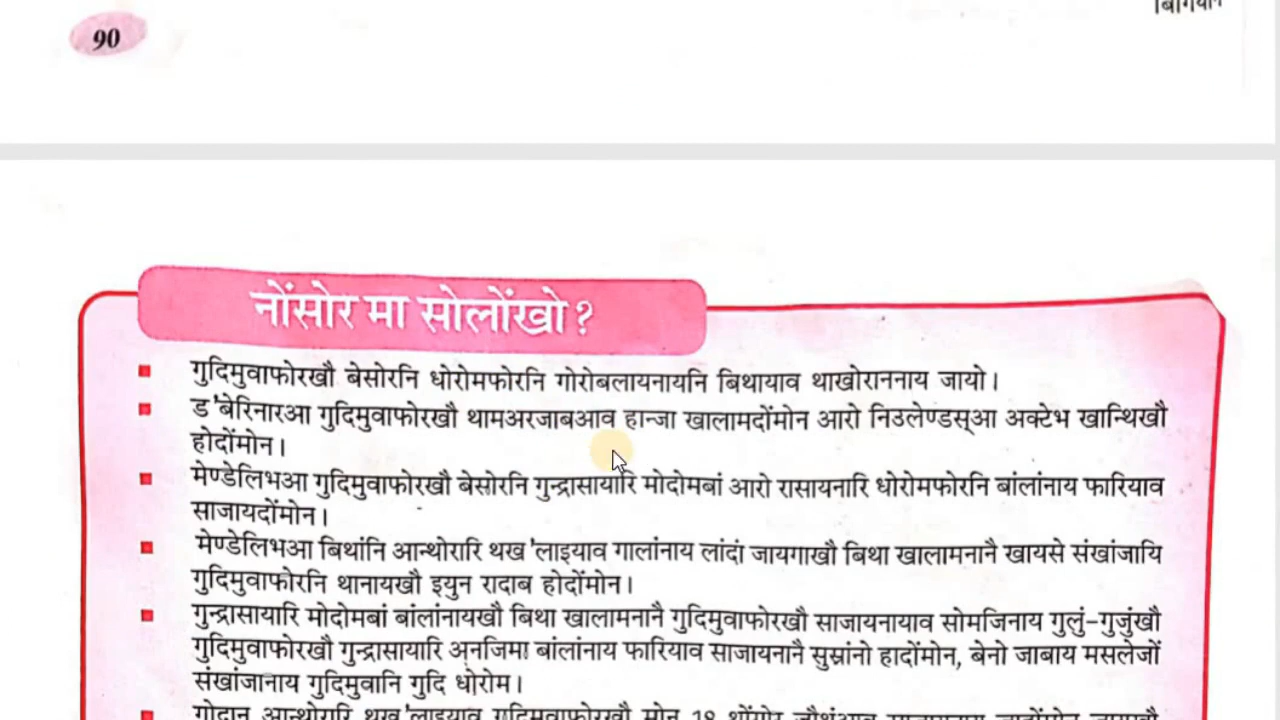 90
नोंसोर मा सोलोंखो?
गुदिमुवाफोरखौ बेसोरनि धोरोमफोरनि गोरोबलायनायनि बिथायाव थाखोराननाय जायो।
ड'बेरिनारआ गुदिमुवाफोरखौ थामअरजाबआव हान्जा खालामदोंमोन आरो निउलेण्डस्आ अक्टेभ खान्थिखौ
होदोंमोन।
मेण्डेलिभआ गुदिमुवाफोरखौ बेसोरनि गुन्द्रासायारि मोदोमबां आरो रासायनारि धोरोमफोरनि बांलांनाय फारियाव
साजायदोंमोन।
मेण्डेलिभआ बिथांनि आन्थोरारि थख'लाइयाव गालांनाय लांदां जायगाखौ बिथा खालामनानै खायसे संखांजायि
गुदिमुवाफोरनि थानायखौ इयुन रादाब होदोंमोन।
गुन्द्रासायारि मोदोमबां बांलांनायखौ बिथा खालामनानै गुदिमुवाफोरखौ साजायनायाव सोमजिनाय गुलुं-गुजुंखौ
गुदिमुवाफोरखौ गुन्द्रासायारि अनजिमा बांलांनाय फारियाव साजायनानै सुस्रांनो हादोंमोन, बेनो जाबाय मसलेजों
संखांजानाय गुदिमुवानि गुदि धोरोम।